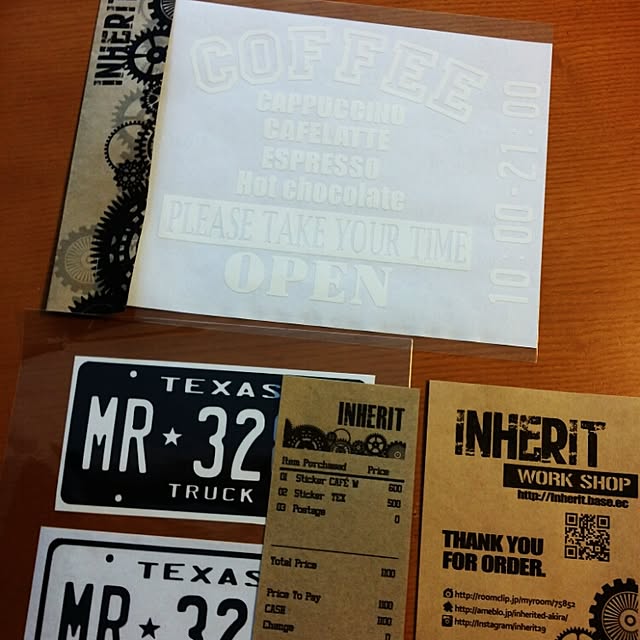 INHERIT
COFFEE
CAPPUCCINO
CAFELATTE
ESPRESSO
Hot chocolate
PLEASE TAKE YOUR TIME
OPEN
10:00-21:00
TEXAS
MR★32
TRUCK
TEXAS
MR★32
INHERIT
Item Purchased Price
01 Sticker CAFÉ W 600
02 Sticker TEX 500
03 Postage 0
Total Price 1100
Price To Pay 1100
CASH 1100
Change 0
INHERIT
WORK SHOP
http://inherit.base.ec
THANK YOU
FOR ORDER.
http://roomclip.jp/myroom/75852
http://ameblo.jp/inherited-akira/
http://Instagram/inherit23